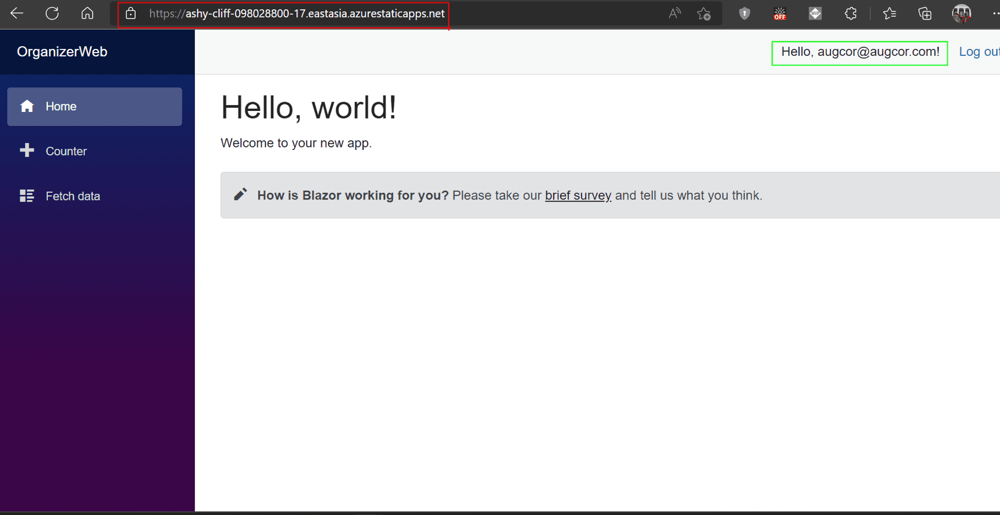 https://ashy-cliff-098028800-17.eastasia.azurestaticapps.net
OFF
MVP
OrganizerWeb
Hello, augcor@augcor.com!
Log out
Home
Counter
Fetch data
Hello, world!
Welcome to your new app.
How is Blazor working for you? Please take our brief survey and tell us what you think.